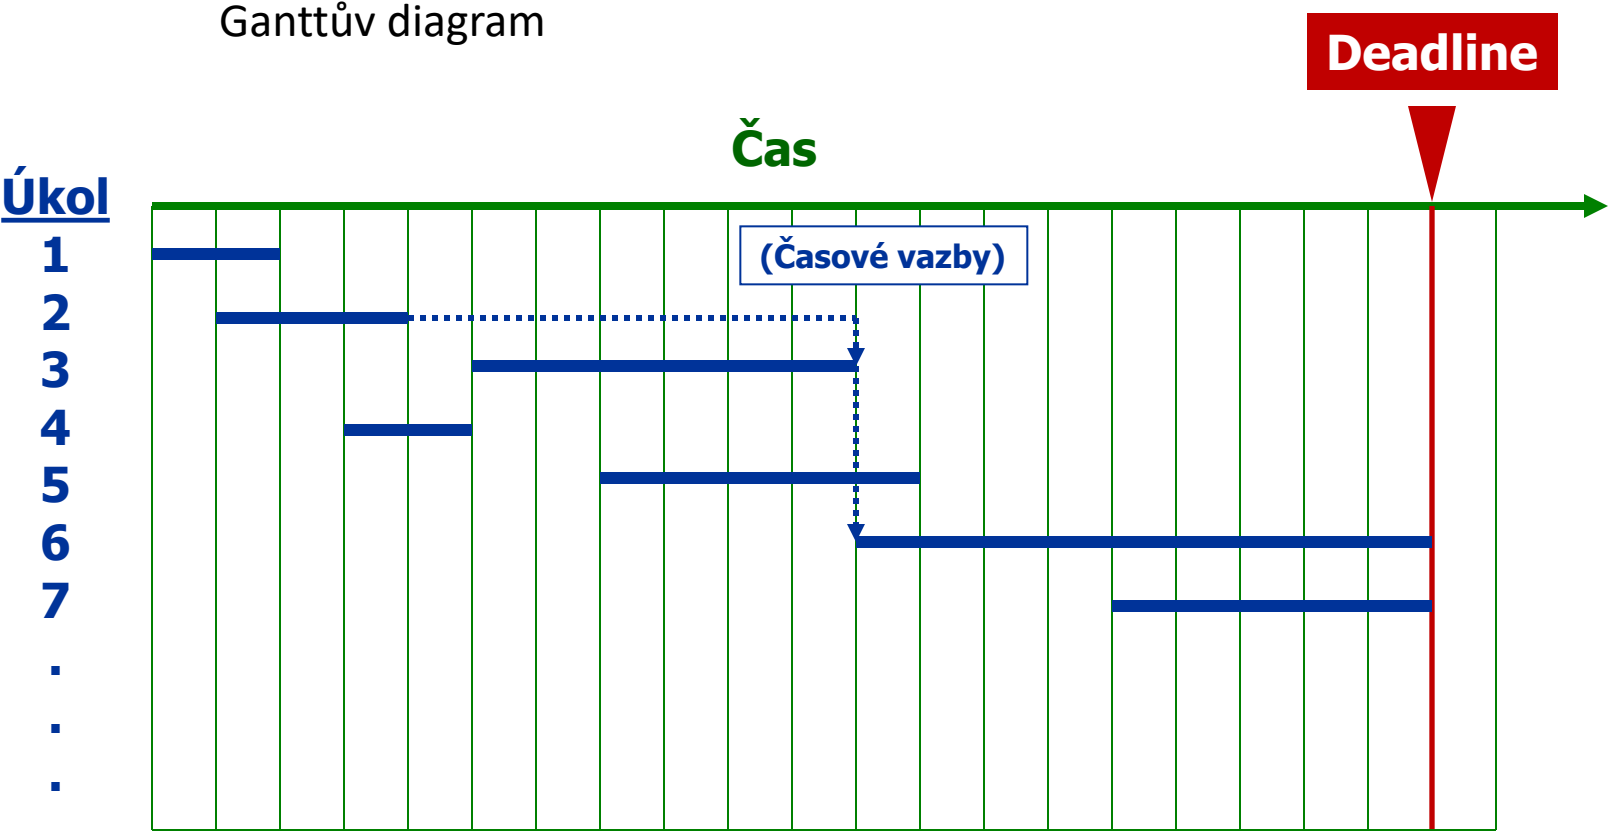 Ganttův diagram
Deadline
Čas
Úkol
(Časové vazby)
1
2
3
4
5
6
7
.
.
.